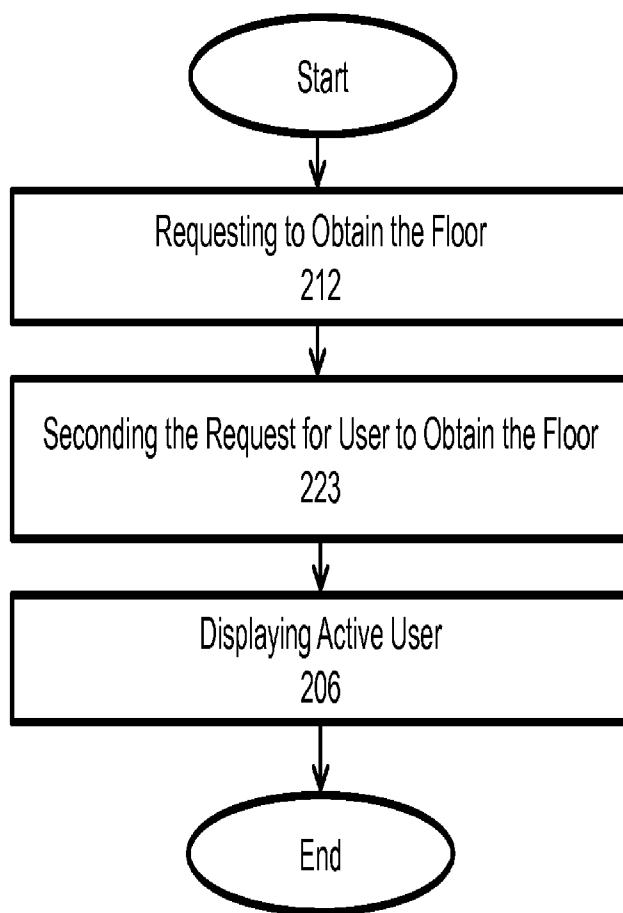 Start
Requesting to Obtain the Floor
212
Seconding the Request for User to Obtain the Floor
223
Displaying Active User
206
End